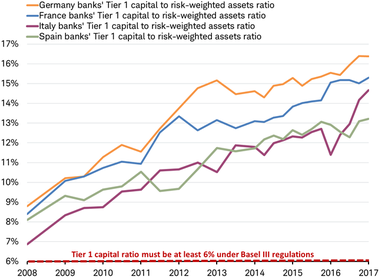 Germany banks' Tier 1 capital to risk-weighted assets ratio
France banks' Tier 1 capital to risk-weighted assets ratio
Italy banks' Tier 1 capital to risk-weighted assets ratio
Spain banks' Tier 1 capital to risk-weighted assets ratio
17%
16%
15%
14%
13%
12%
11%
10%
9%
8%
7%
Tier 1 capital ratio must be at least 6% under Basel III regulations
6%
2008 2009 2010 2011 2012 2013 2014 2015 2016